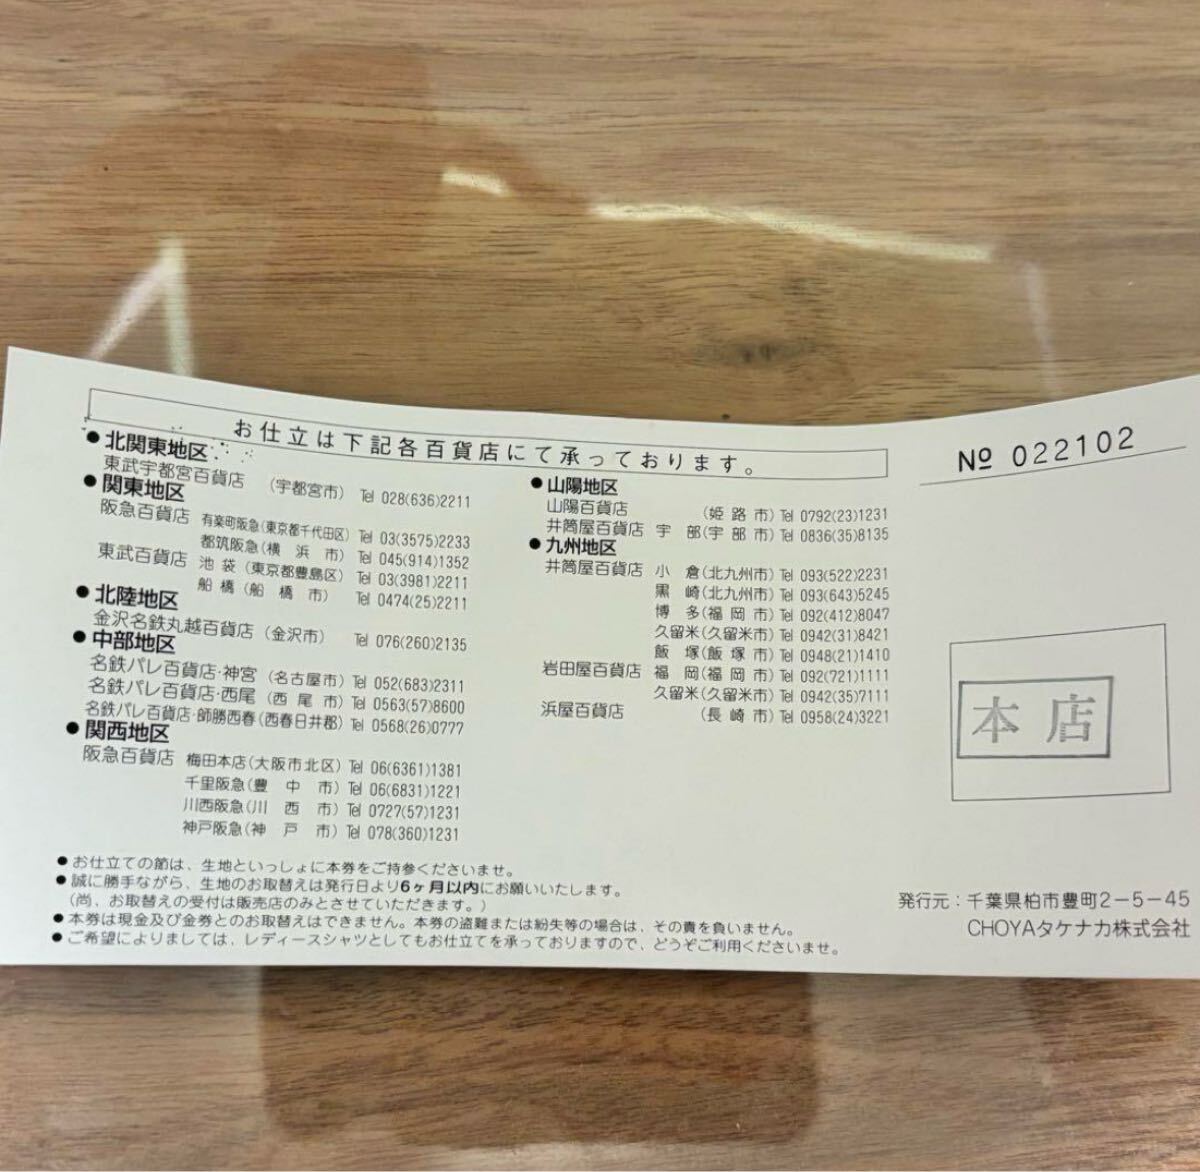 お仕立は下記各百貨店にて承っております。
●北関東地区
東武宇都宮百貨店 (宇都宮市) Tel 028(636)2211
●関東地区
阪急百貨店 有楽町阪急(東京都千代田区) Tel 03(3575)2233
都筑阪急(横浜市) Tel 045(914)1352
東武百貨店 池袋(東京都豊島区) Tel 03(3981)2211
船橋(船橋市) Tel 0474(25)2211
●北陸地区
金沢名鉄丸越百貨店(金沢市) Tel 076(260)2135
●中部地区
名鉄パレ百貨店・神宮(名古屋市) Tel 052(683)2311
名鉄パレ百貨店・西尾(西尾市) Tel 0563(57)8600
名鉄パレ百貨店・師勝西春(西春日井郡) Tel 0568(26)0777
●関西地区
阪急百貨店 梅田本店(大阪市北区) Tel 06(6361)1381
千里阪急(豊中市) Tel 06(6831)1221
川西阪急(川西市) Tel 0727(57)1231
神戸阪急(神戸市) Tel 078(360)1231
●山陽地区
山陽百貨店 (姫路市) Tel 0792(23)1231
井筒屋百貨店 宇部(宇部市) Tel 0836(35)8135
●九州地区
井筒屋百貨店 小倉(北九州市) Tel 093(522)2231
黒崎(北九州市) Tel 093(643)5245
博多(福岡市) Tel 092(412)8047
久留米(久留米市) Tel 0942(31)8421
飯塚(飯塚市) Tel 0948(21)1410
岩田屋百貨店 福岡(福岡市) Tel 092(721)1111
久留米(久留米市) Tel 0942(35)7111
浜屋百貨店 (長崎市) Tel 0958(24)3221
●お仕立ての節は、生地といっしょに本券をご持参くださいませ。
●誠に勝手ながら、生地のお取替えは発行日より6ヶ月以内にお願いいたします。
(尚、お取替えの受付は販売店のみとさせていただきます。)
●本券は現金及び金券とのお取替えはできません。本券の盗難または紛失等の場合は、その責を負いません。
●ご希望によりましては、レディースシャツとしてもお仕立てを承っておりますので、どうぞご利用くださいませ。
№ 022102
本店
発行元：千葉県柏市豊町2−5−45
CHOYAタケナカ株式会社